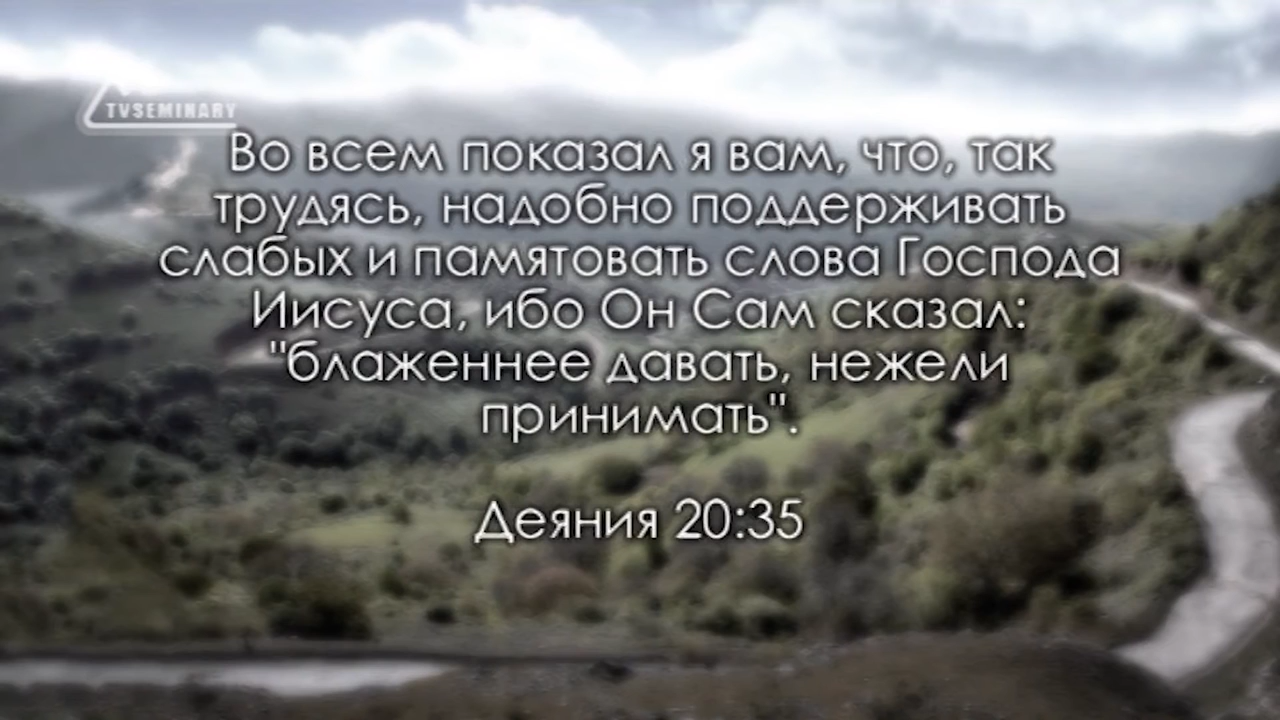 TVSEMINARY
Во всем показал я вам, что, так
трудясь, надобно поддерживать
слабых и памятовать слова Господа
Иисуса, ибо Он Сам сказал:
"блаженнее давать, нежели
принимать".
Деяния 20:35